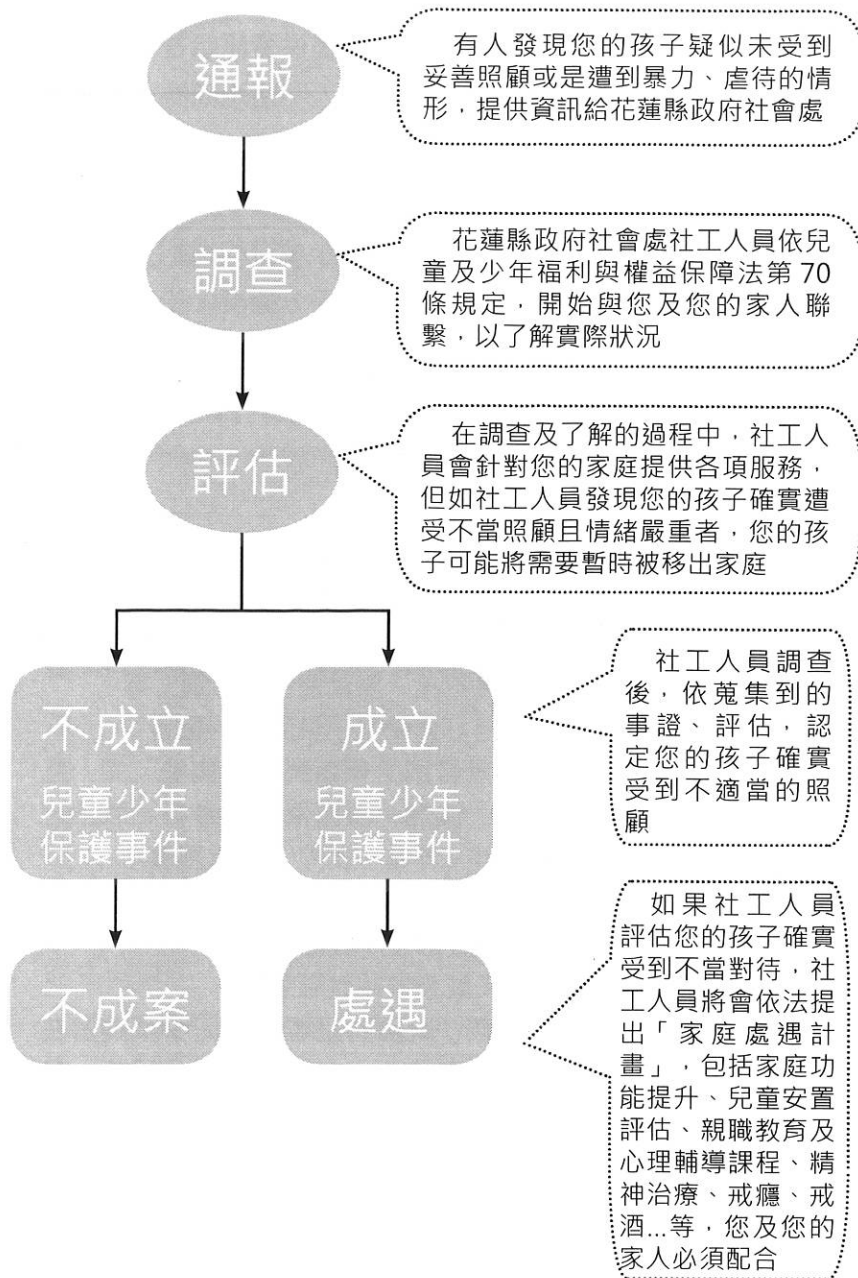 通報
有人發現您的孩子疑似未受到
妥善照顧或是遭到暴力、虐待的情
形，提供資訊給花蓮縣政府社會處
調查
花蓮縣政府社會處社工人員依兒
童及少年福利與權益保障法第 70
條規定，開始與您及您的家人聯
繫，以了解實際狀況
評估
在調查及了解的過程中，社工人
員會針對您的家庭提供各項服務，
但如社工人員發現您的孩子確實遭
受不當照顧且情緒嚴重者，您的孩
子可能將需要暫時被移出家庭
不成立
兒童少年
保護事件
成立
兒童少年
保護事件
社工人員調查
後，依蒐集到的
事證、評估，認
定您的孩子確實
受到不適當的照
顧
不成案
處遇
如果社工人員
評估您的孩子確實
受到不當對待，社
工人員將會依法提
出「家庭處遇計
畫」，包括家庭功
能提升、兒童安置
評估、親職教育及
心理輔導課程、精
神治療、戒癮、戒
酒...等，您及您的
家人必須配合